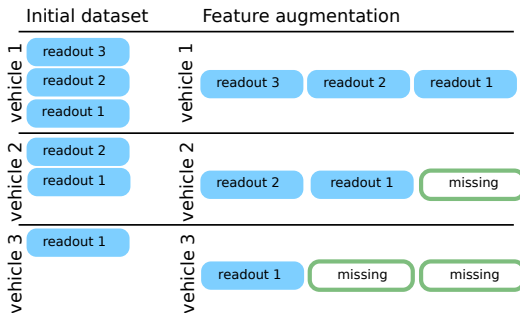 Initial dataset
Feature augmentation
vehicle 1
readout 3
readout 2
readout 1
vehicle 1
readout 3 readout 2 readout 1
vehicle 2
readout 2
readout 1
vehicle 2
readout 2 readout 1 missing
vehicle 3
readout 1
vehicle 3
readout 1 missing missing